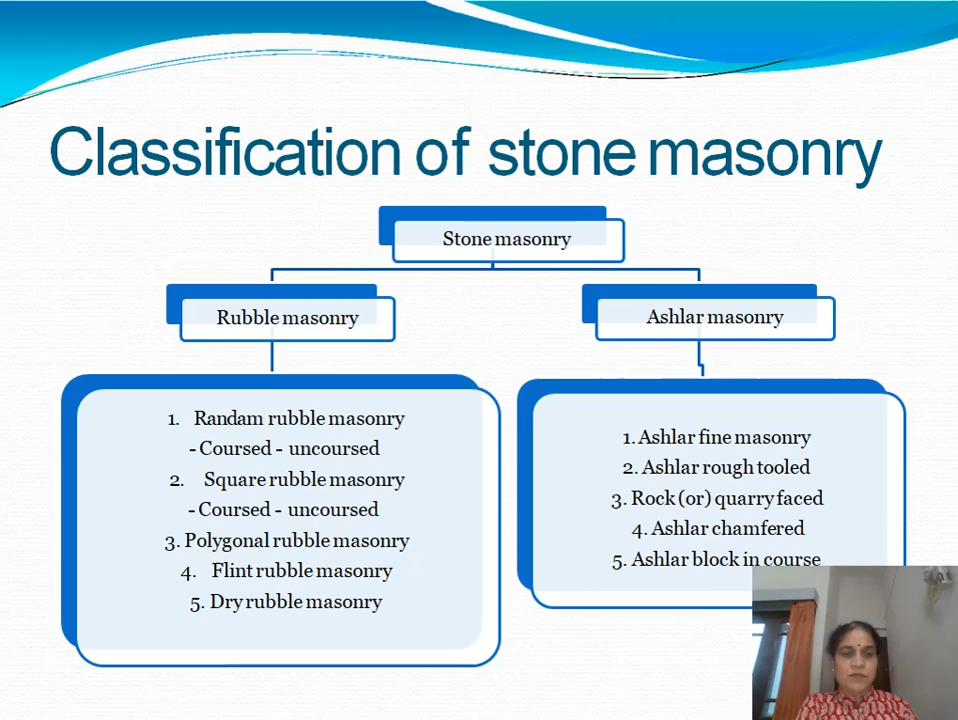 Classification of stone masonry
Stone masonry
Rubble masonry
Ashlar masonry
1. Randam rubble masonry
- Coursed - uncoursed
2. Square rubble masonry
- Coursed - uncoursed
3. Polygonal rubble masonry
4. Flint rubble masonry
5. Dry rubble masonry
1. Ashlar fine masonry
2. Ashlar rough tooled
3. Rock (or) quarry faced
4. Ashlar chamfered
5. Ashlar block in course